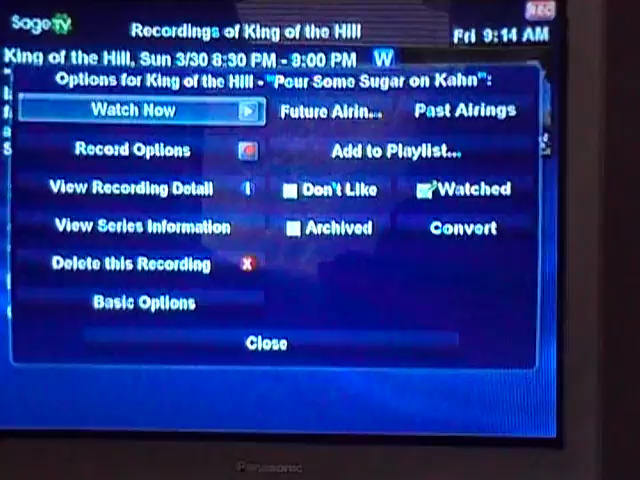 SageTV
Recordings of King of the Hill
REC
Fri 9:14 AM
King of the Hill, Sun 3/30 8:30 PM - 9:00 PM W
Options for King of the Hill - "Pour Some Sugar on Kahn":
Watch Now
Future Airin...
Past Airings
Record Options
Add to Playlist...
View Recording Detail
Don't Like
Watched
View Series Information
Archived
Convert
Delete this Recording
X
Basic Options
Close
Panasonic